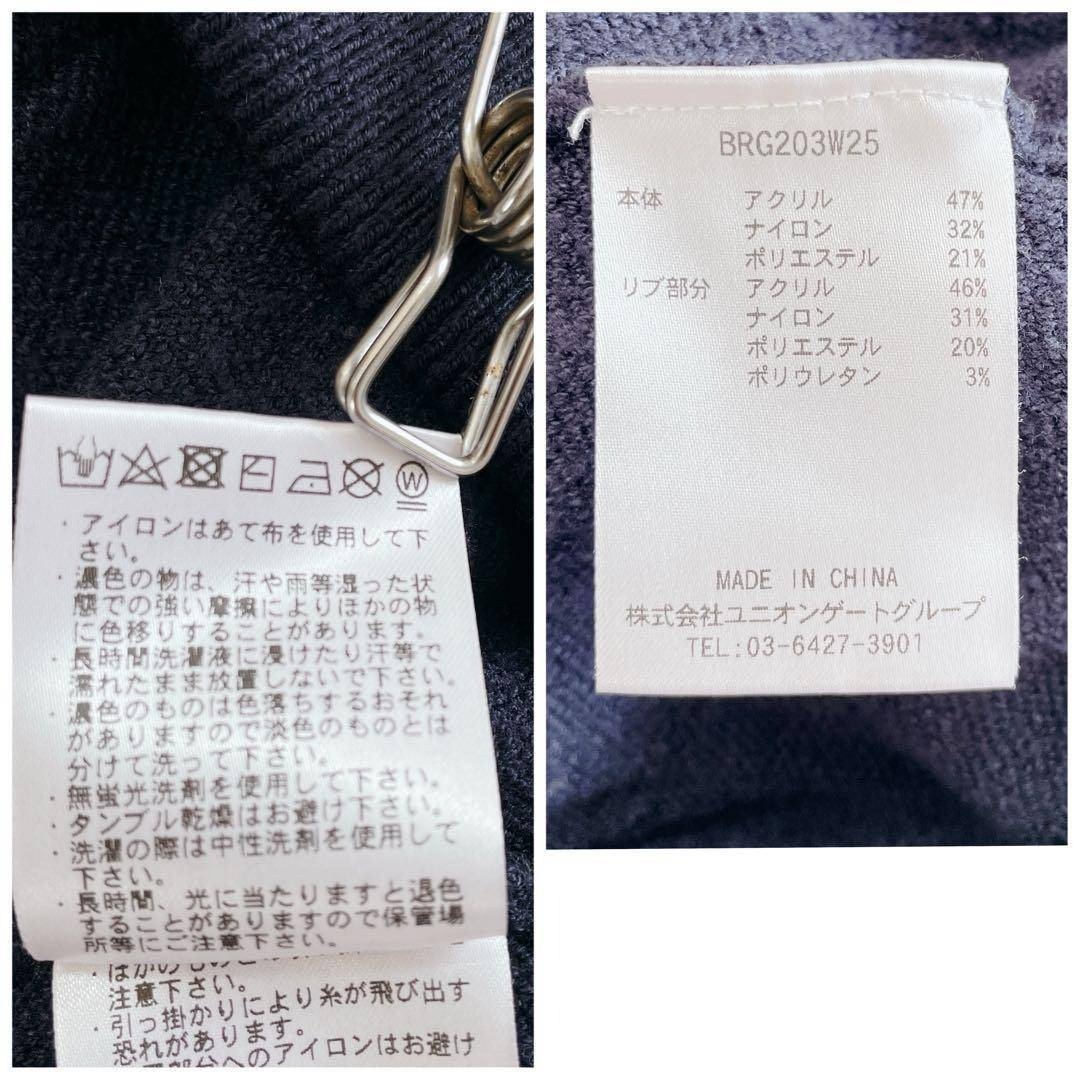 W
・アイロンはあて布を使用して下
さい。
・濃色の物は、汗や雨等湿った状
態での強い摩擦によりほかの物
に色移りすることがあります。
・長時間洗濯液に浸けたり汗等で
濡れたまま放置しないで下さい。
・濃色のものは色落ちするおそれ
がありますので淡色のものとは
分けて洗って下さい。
・無蛍光洗剤を使用して下さい。
・タンブル乾燥はお避け下さい。
・洗濯の際は中性洗剤を使用して
下さい。
・長時間、光に当たりますと退色
することがありますので保管場
所等にご注意下さい。
注意下さい。
・引っ掛かりにより糸が飛び出す
恐れがあります。
部分へのアイロンはお避け
BRG203W25
本体 アクリル 47%
ナイロン 32%
ポリエステル 21%
リブ部分 アクリル 46%
ナイロン 31%
ポリエステル 20%
ポリウレタン 3%
MADE IN CHINA
株式会社ユニオンゲートグループ
TEL:03-6427-3901